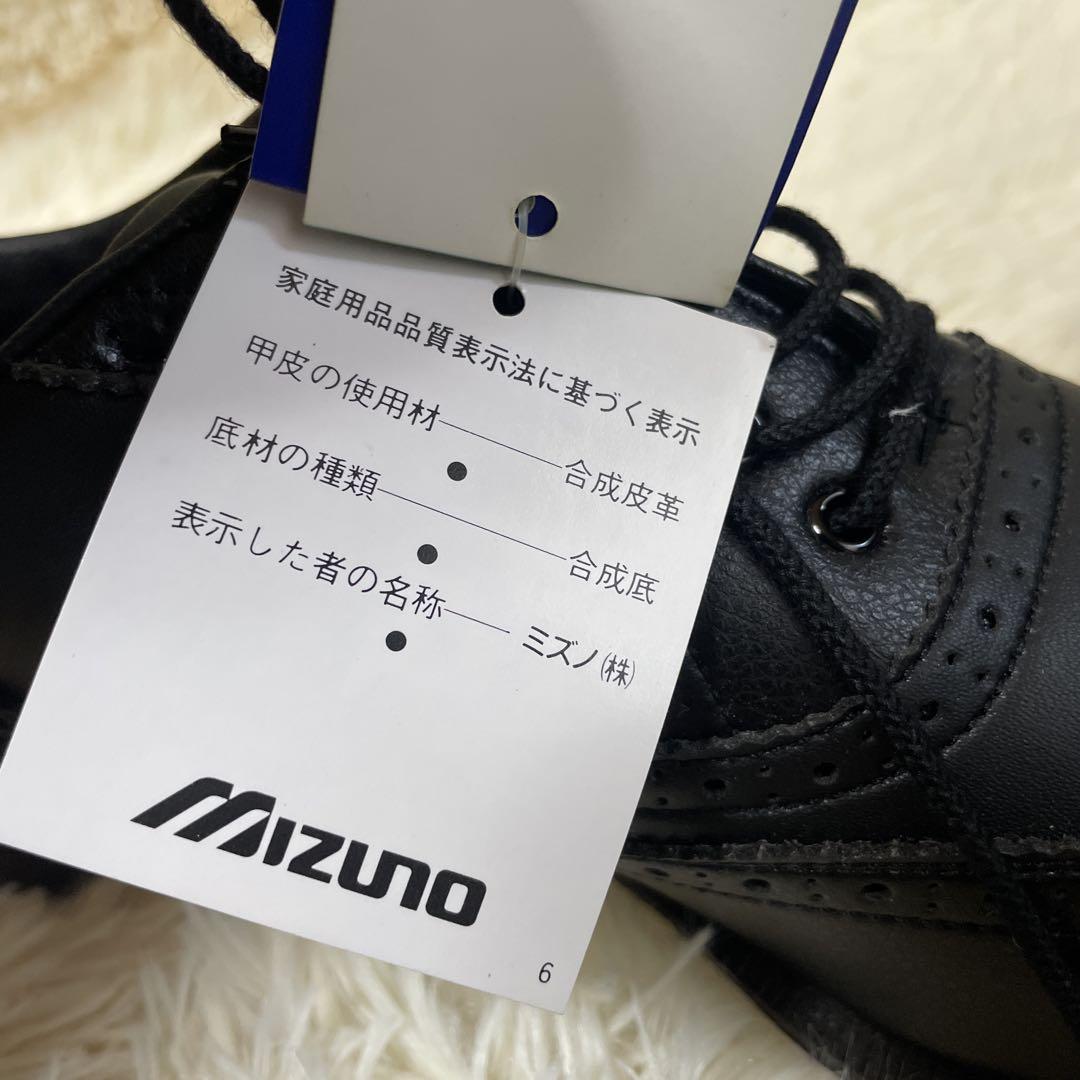 家庭用品品質表示法に基づく表示
甲皮の使用材——合成皮革
底材の種類——合成底
表示した者の名称——ミズノ(株)
MIZUNO
6